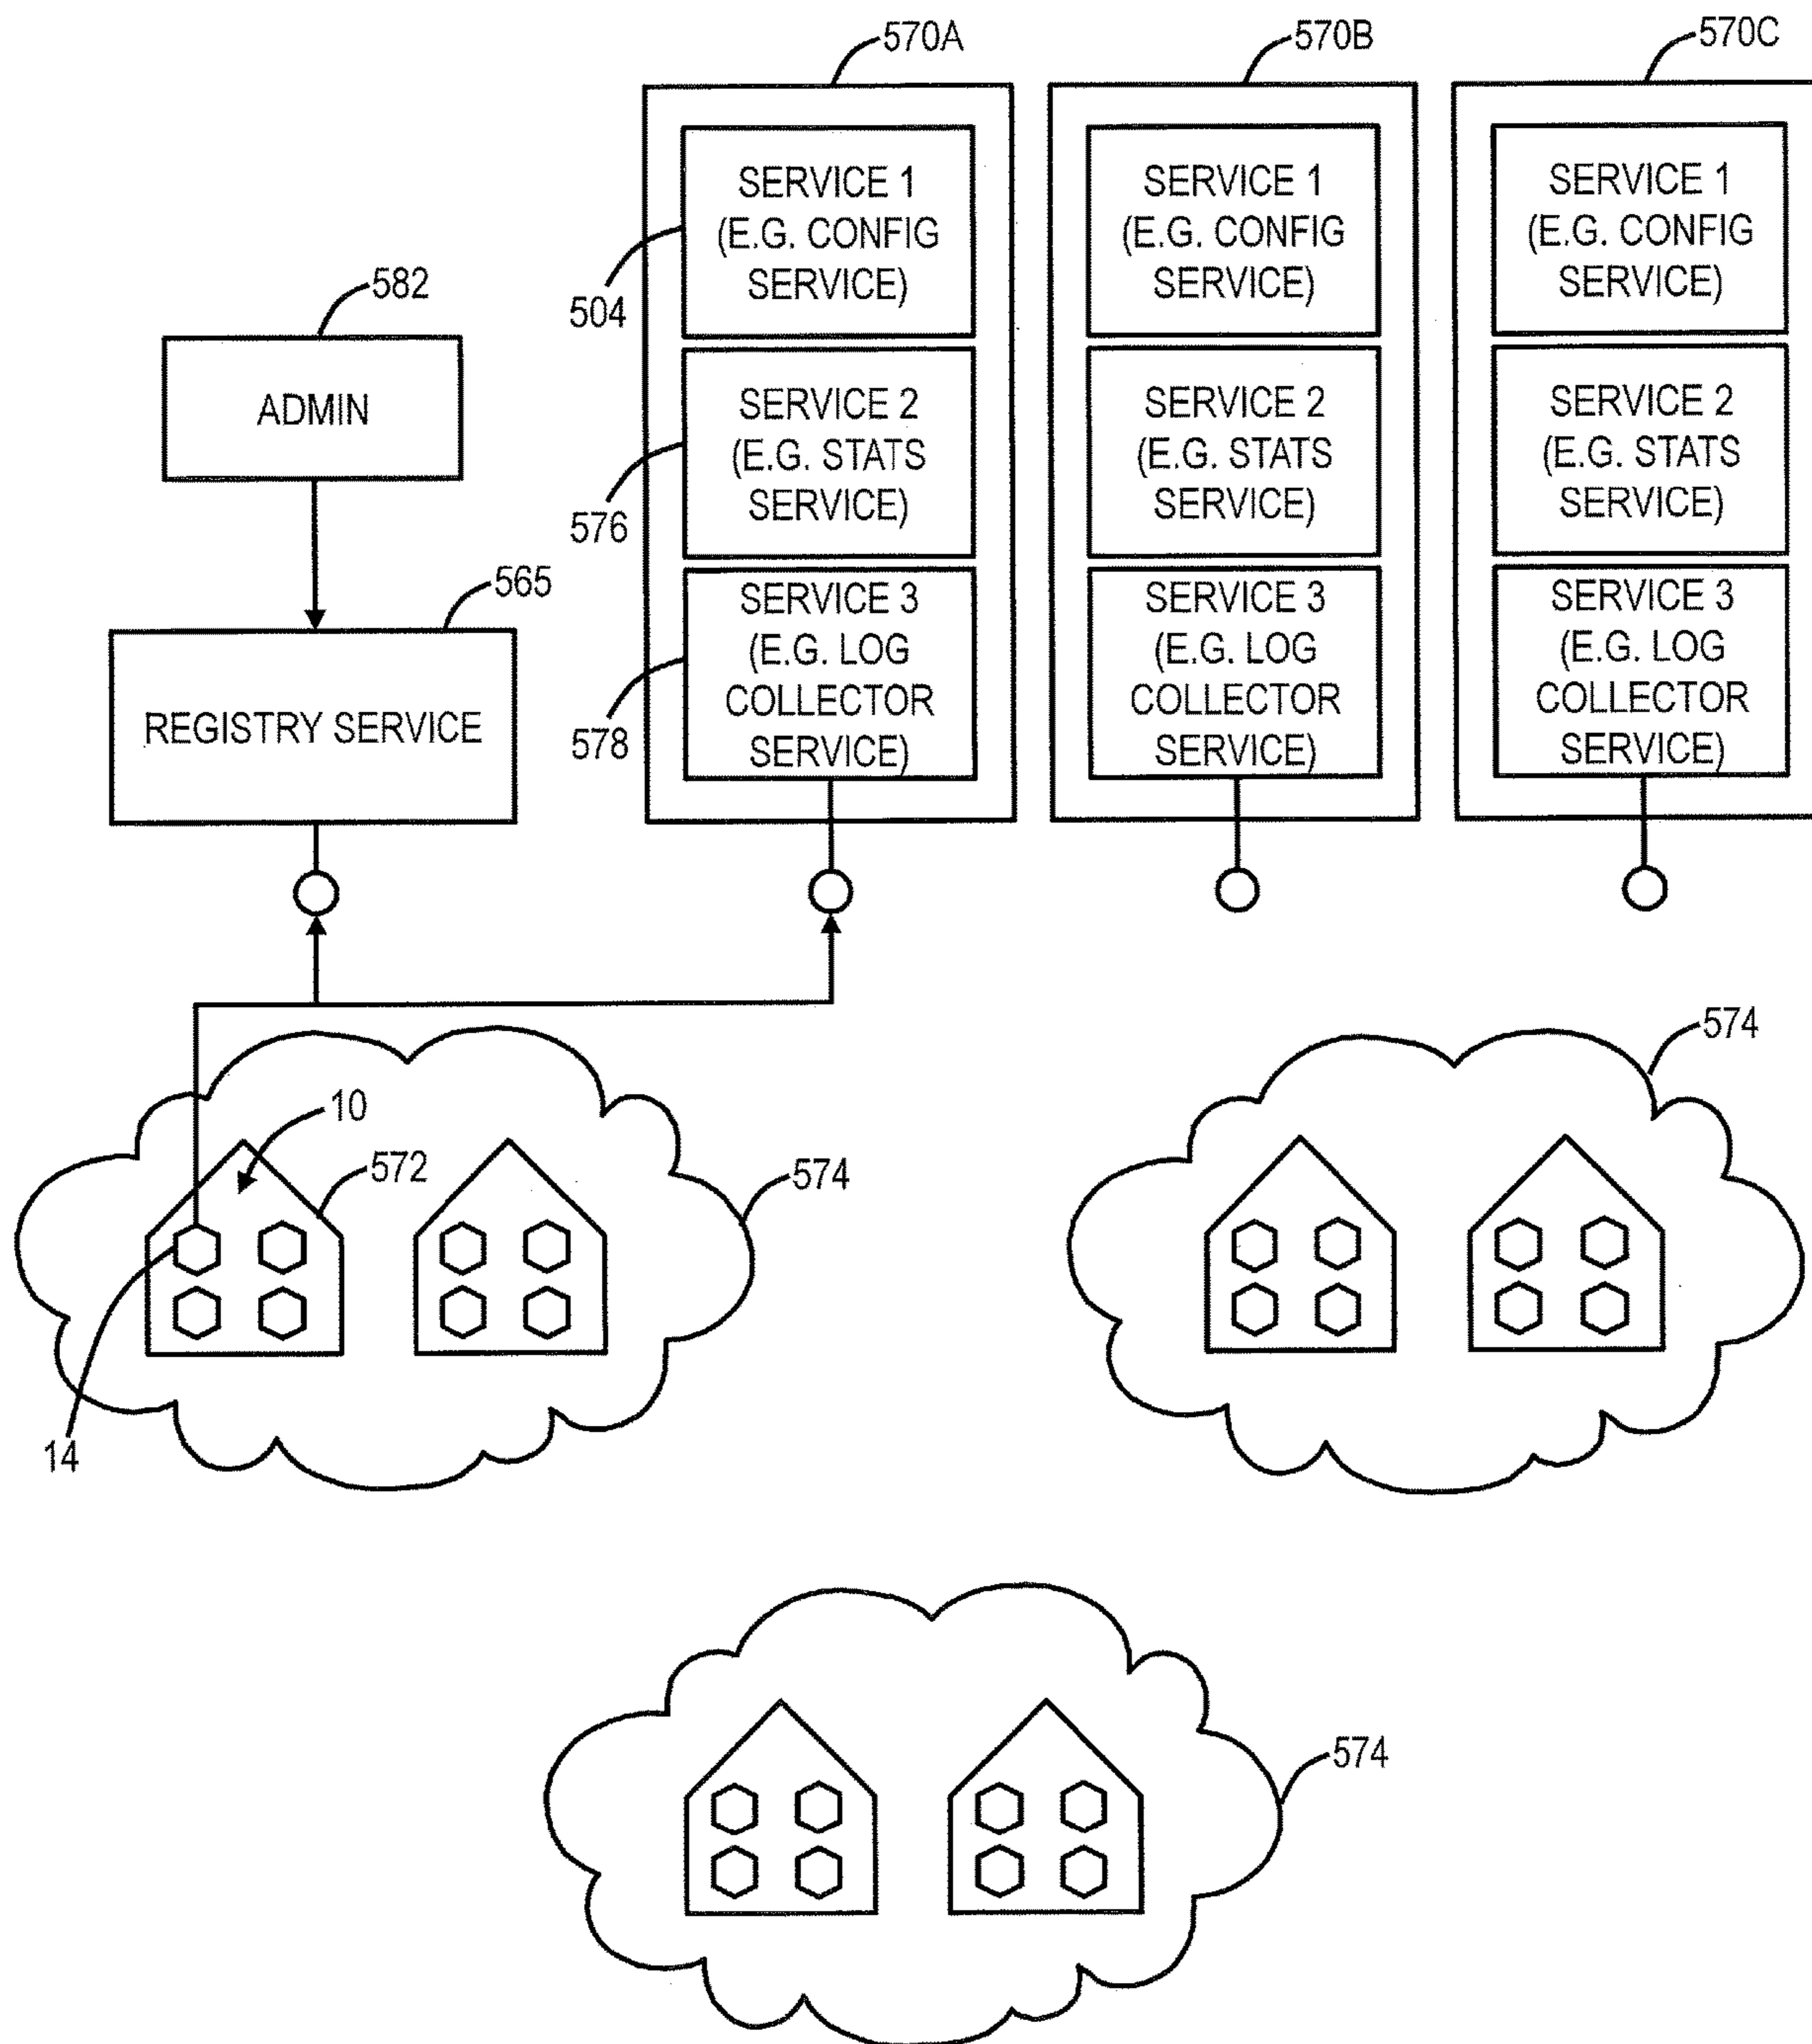 570A
570B
570C
SERVICE 1
(E.G. CONFIG
SERVICE)
504
SERVICE 2
(E.G. STATS
SERVICE)
576
SERVICE 3
(E.G. LOG
COLLECTOR
SERVICE)
578
SERVICE 1
(E.G. CONFIG
SERVICE)
SERVICE 2
(E.G. STATS
SERVICE)
SERVICE 3
(E.G. LOG
COLLECTOR
SERVICE)
SERVICE 1
(E.G. CONFIG
SERVICE)
SERVICE 2
(E.G. STATS
SERVICE)
SERVICE 3
(E.G. LOG
COLLECTOR
SERVICE)
582
ADMIN
565
REGISTRY SERVICE
10
572
574
14
574
574